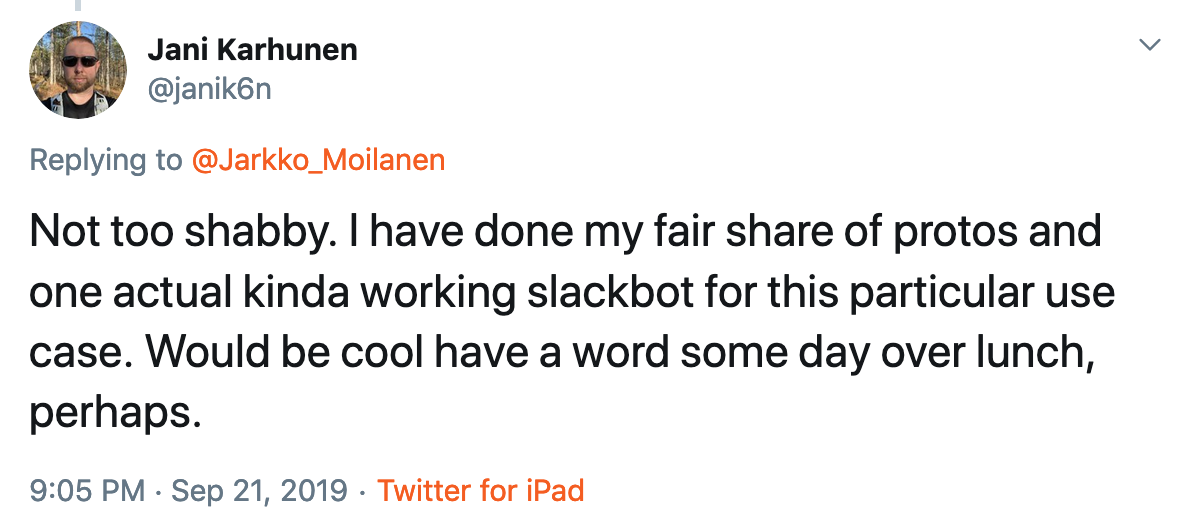 Jani Karhunen
@janik6n
Replying to @Jarkko_Moilanen
Not too shabby. I have done my fair share of protos and
one actual kinda working slackbot for this particular use
case. Would be cool have a word some day over lunch,
perhaps.
9:05 PM · Sep 21, 2019 · Twitter for iPad